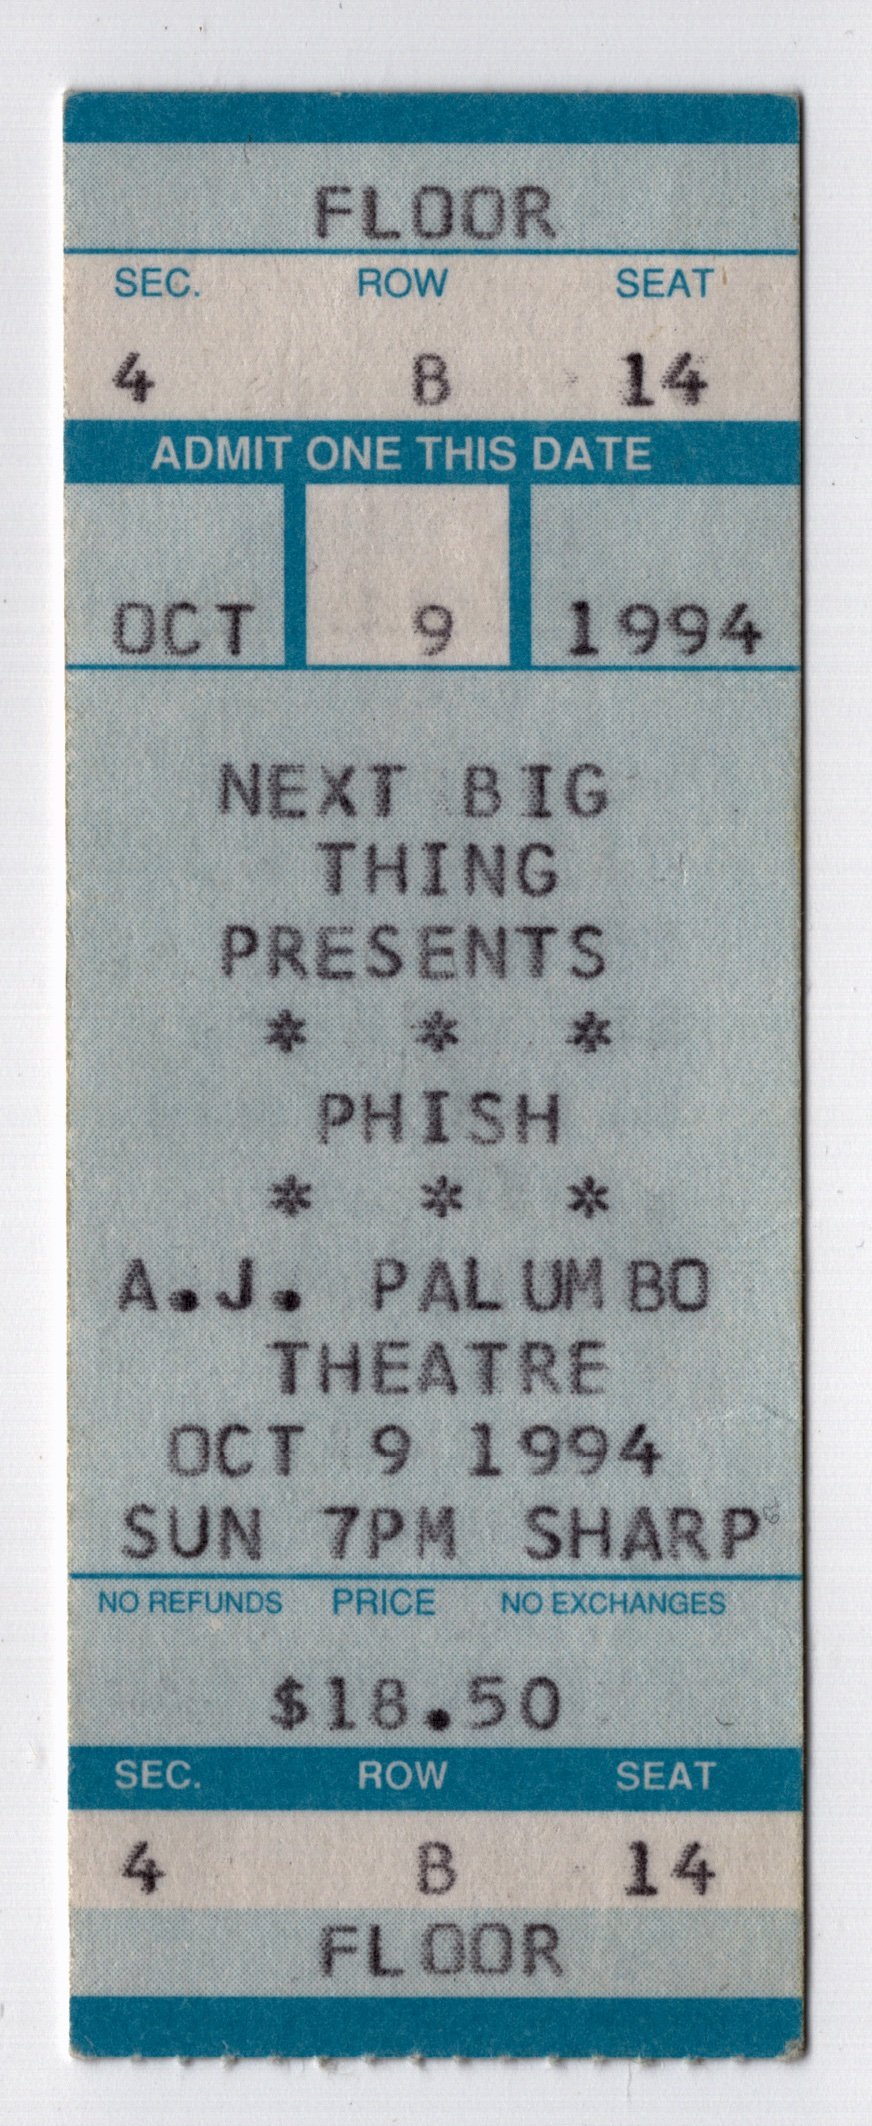 FLOOR
SEC. ROW SEAT
4 B 14
ADMIT ONE THIS DATE
OCT 9 1994
NEXT BIG
THING
PRESENTS
* * *
PHISH
* * *
A.J. PALUMBO
THEATRE
OCT 9 1994
SUN 7PM SHARP
NO REFUNDS PRICE NO EXCHANGES
$18.50
SEC. ROW SEAT
4 B 14
FLOOR